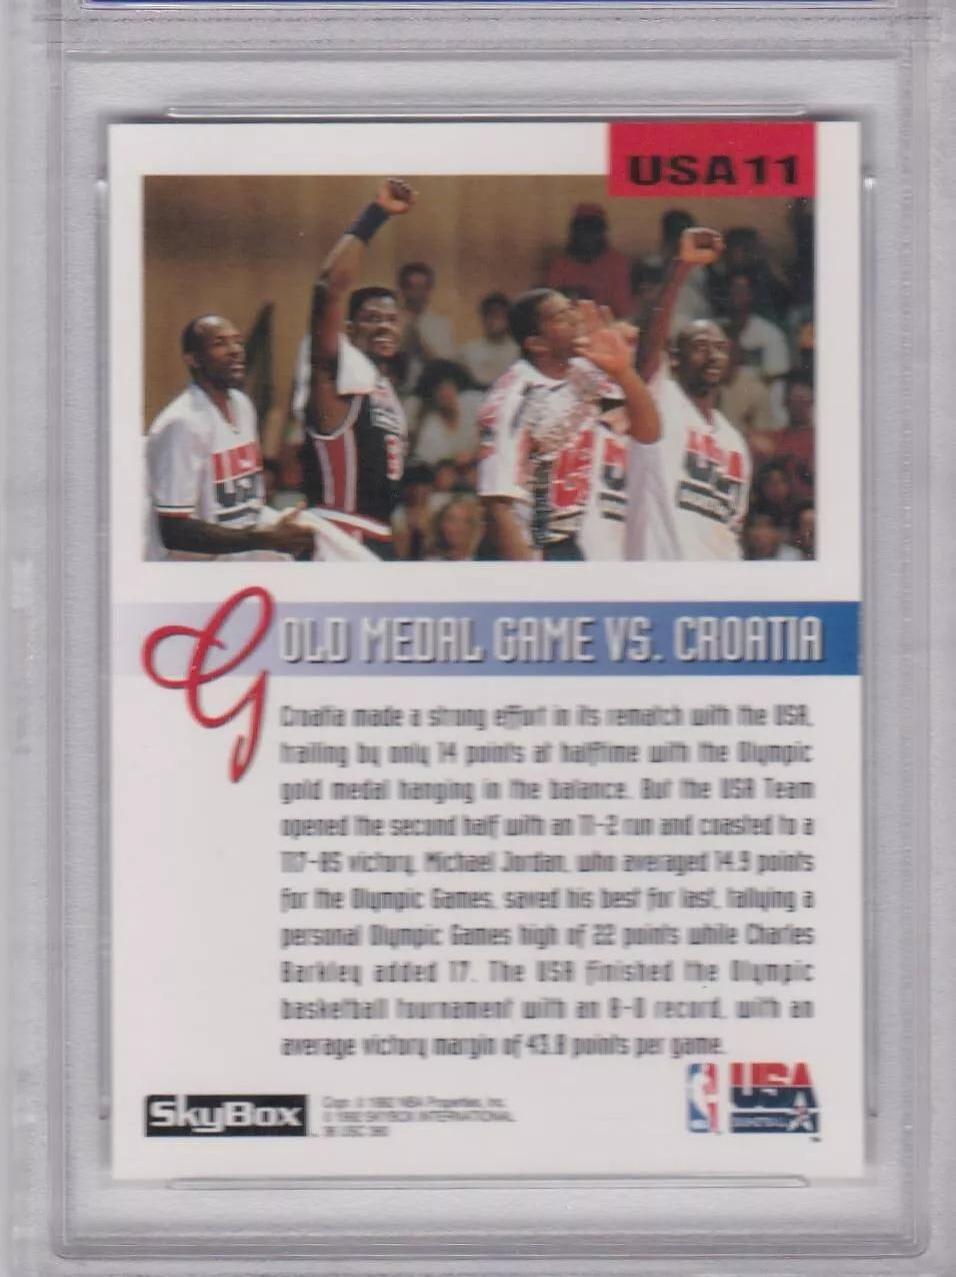 USA11
GOLD MEDAL GAME VS. CROATIA
Croatia made a strong effort in its rematch with the USA,
trailing by only 14 points at halftime with the Olympic
gold medal hanging in the balance. But the USA Team
opened the second half with an 11-2 run and coasted to a
117-85 victory. Michael Jordan, who averaged 14.9 points
for the Olympic Games, saved his best for last, tallying a
personal Olympic Games high of 22 points while Charles
Barkley added 17. The USA finished the Olympic
basketball tournament with an 8-0 record, with an
average victory margin of 43.8 points per game.
SkyBox
© 1992 NBA Properties, Inc.
© 1992 SKYBOX INTERNATIONAL
USA
BASKETBALL